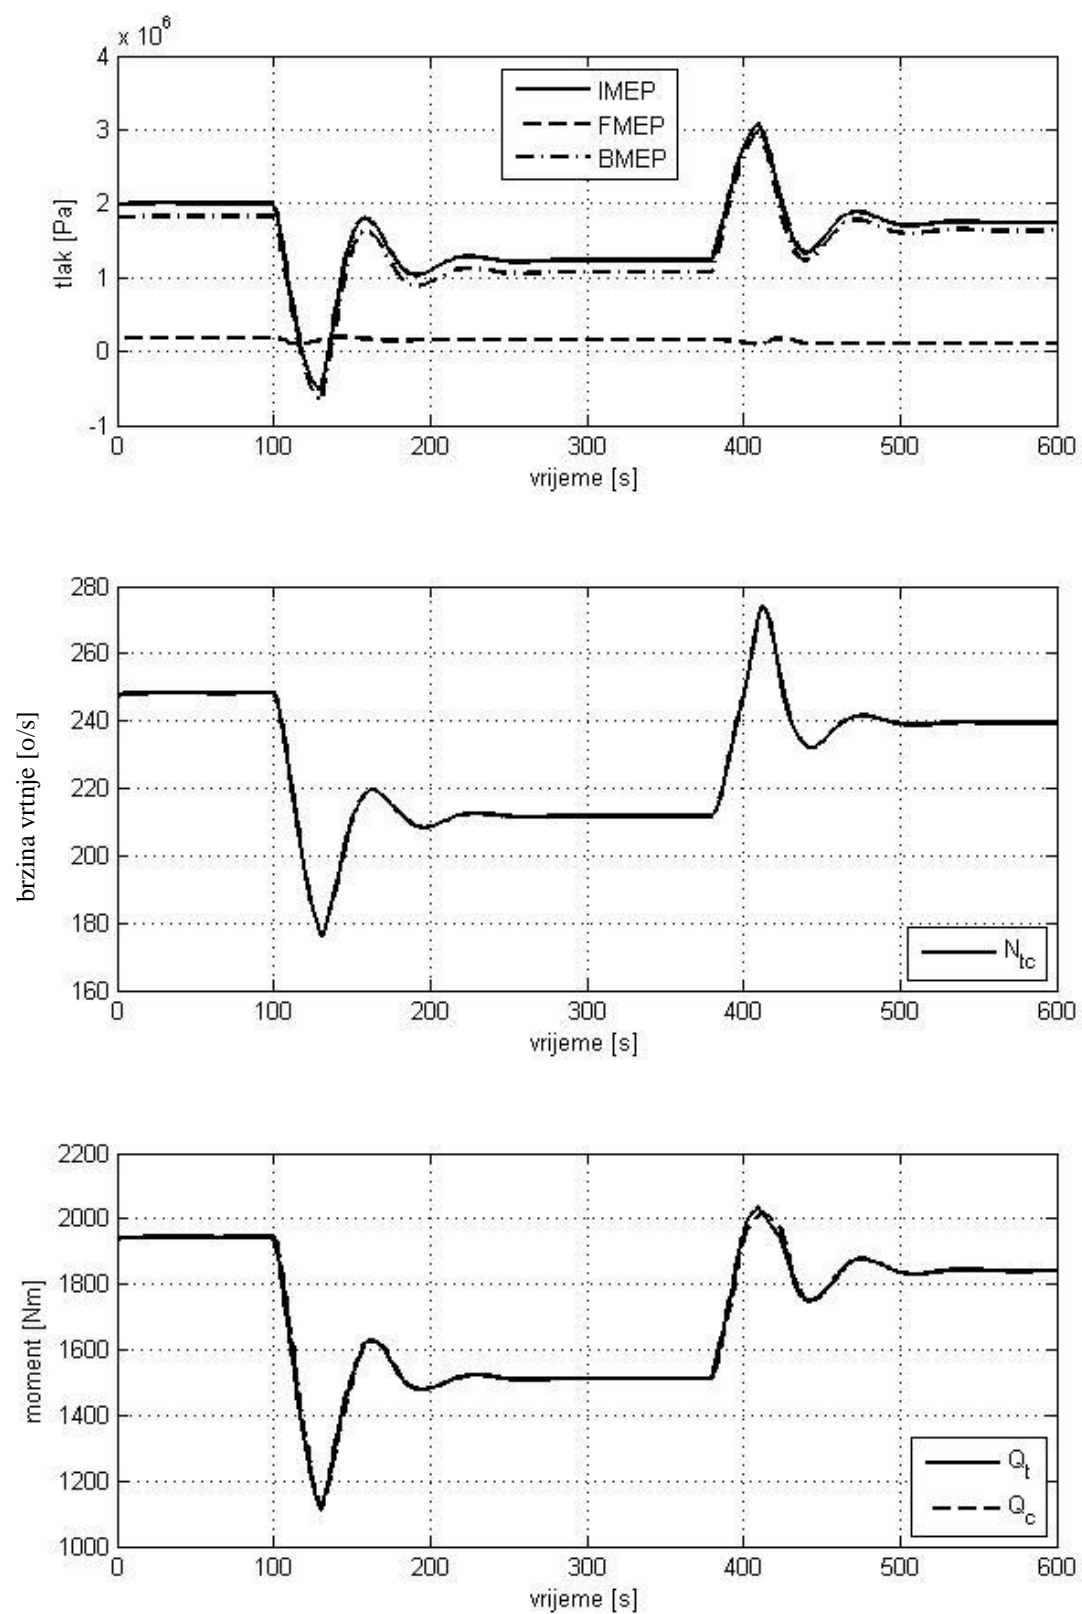 x 10^6
4
3
2
1
0
-1
tlak [Pa]
IMEP
FMEP
BMEP
0 100 200 300 400 500 600
vrijeme [s]
280
260
240
220
200
180
160
brzina vrtnje [o/s]
N_tc
0 100 200 300 400 500 600
vrijeme [s]
2200
2000
1800
1600
1400
1200
1000
moment [Nm]
Q_t
Q_c
0 100 200 300 400 500 600
vrijeme [s]